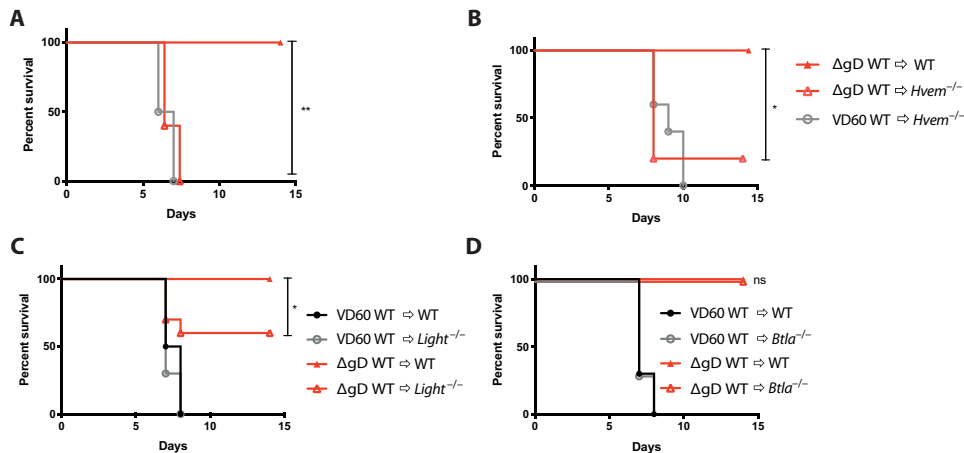 A
Percent survival
100
50
0
0 5 10 15
Days
**
B
Percent survival
100
50
0
0 5 10 15
Days
*
ΔgD WT ⇨ WT
ΔgD WT ⇨ Hvem⁻/⁻
VD60 WT ⇨ Hvem⁻/⁻
C
Percent survival
100
50
0
0 5 10 15
Days
*
VD60 WT ⇨ WT
VD60 WT ⇨ Light⁻/⁻
ΔgD WT ⇨ WT
ΔgD WT ⇨ Light⁻/⁻
D
Percent survival
100
50
0
0 5 10 15
Days
ns
VD60 WT ⇨ WT
VD60 WT ⇨ Btla⁻/⁻
ΔgD WT ⇨ WT
ΔgD WT ⇨ Btla⁻/⁻